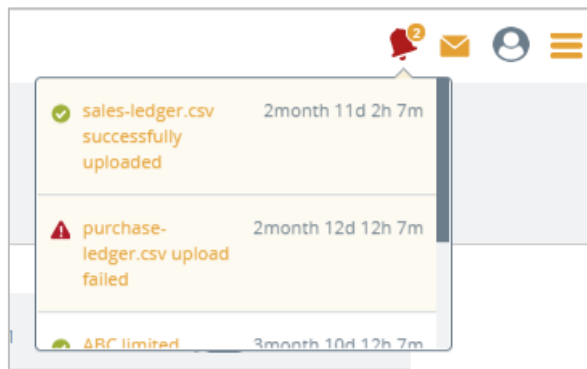 2
sales-ledger.csv 2month 11d 2h 7m
successfully
uploaded
purchase- 2month 12d 12h 7m
ledger.csv upload
failed
ABC limited 3month 10d 12h 7m